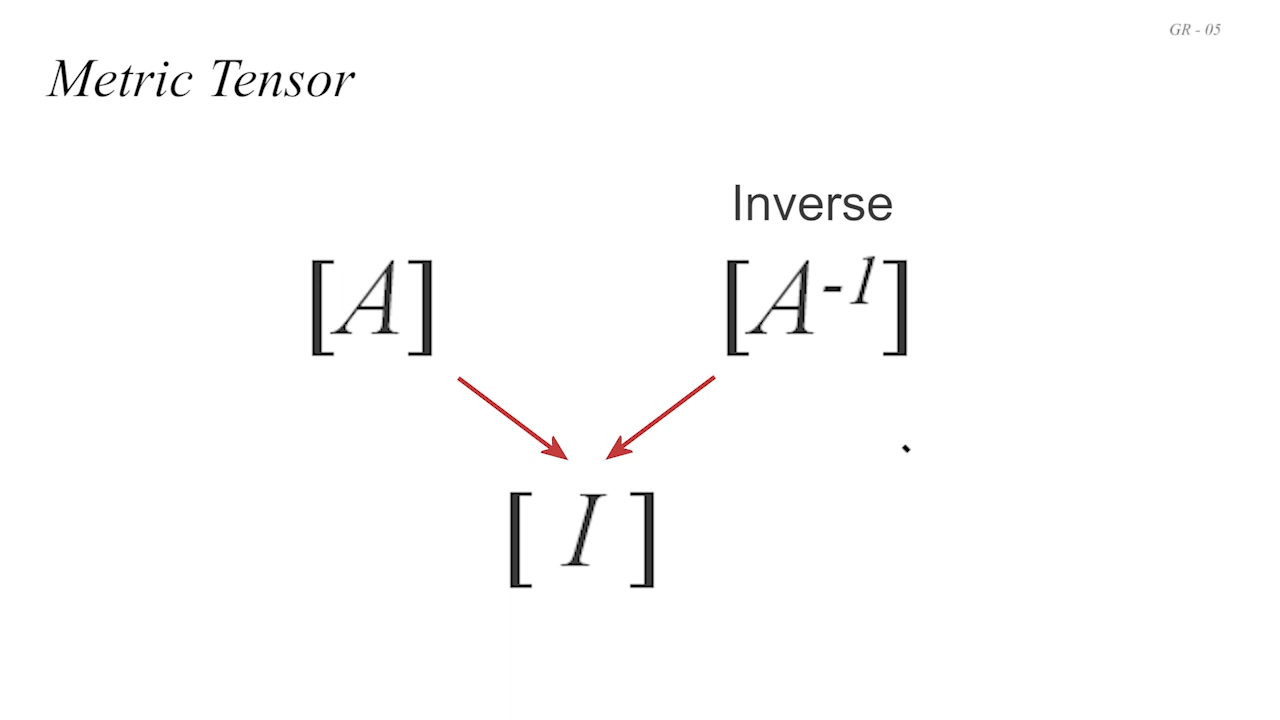 GR - 05
Metric Tensor
Inverse
[A] [A⁻¹]
[ I ]